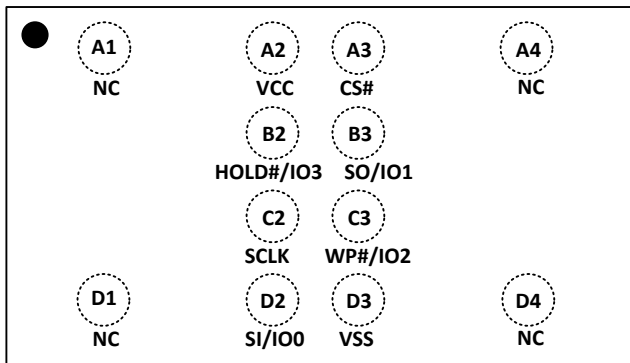 A1 A2 A3 A4
NC VCC CS# NC
B2 B3
HOLD#/IO3 SO/IO1
C2 C3
SCLK WP#/IO2
D1 D2 D3 D4
NC SI/IO0 VSS NC